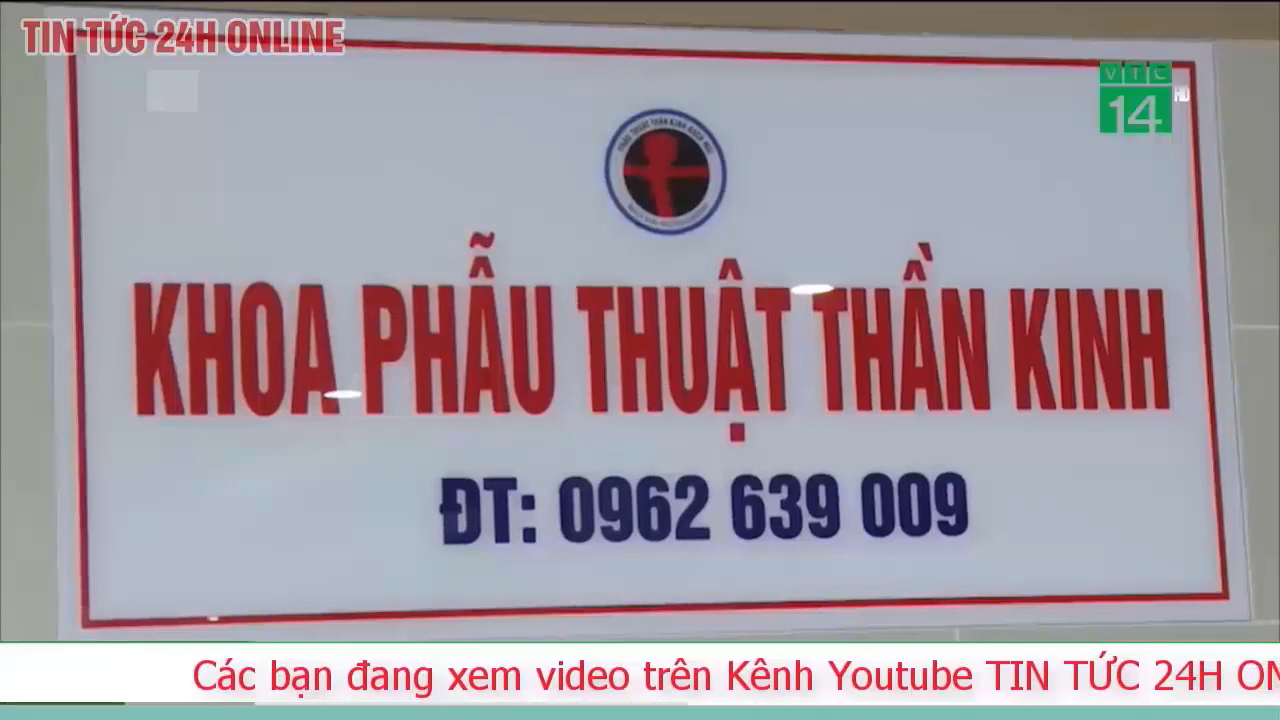 TIN TỨC 24H ONLINE
VTC
14
HD
KHOA PHẪU THUẬT THẦN KINH
ĐT: 0962 639 009
Các bạn đang xem video trên Kênh Youtube TIN TỨC 24H ON